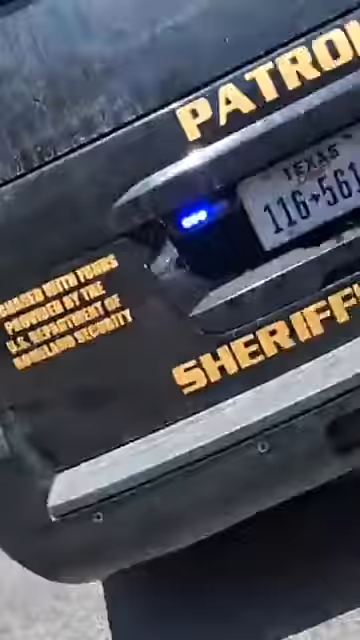 PATROL
TEXAS
116 561
SHERIFF'
PURCHASED WITH FUNDS
PROVIDED BY THE
U.S. DEPARTMENT OF
HOMELAND SECURITY